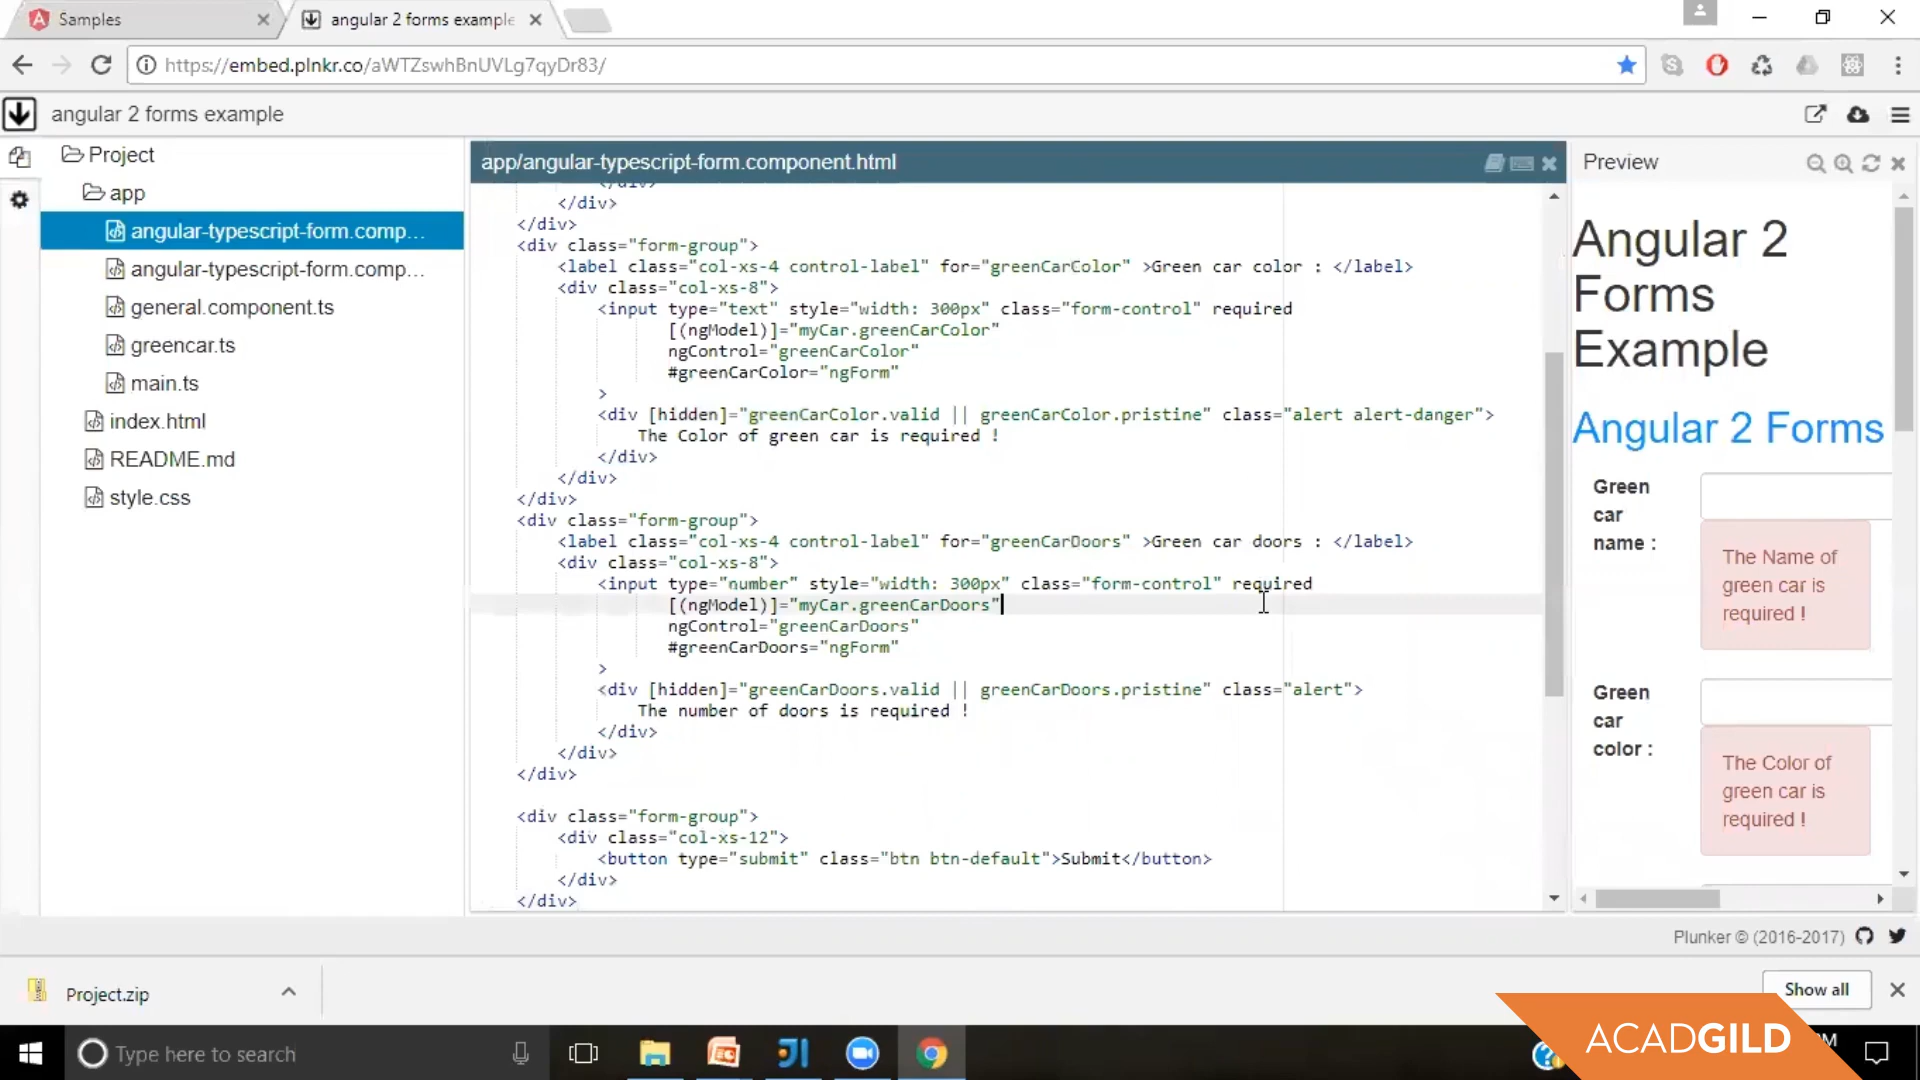 Samples
angular 2 forms example
https://embed.plnkr.co/aWTZswhBnUVLg7qyDr83/
angular 2 forms example
Project
app
angular-typescript-form.comp...
angular-typescript-form.comp...
general.component.ts
greencar.ts
main.ts
index.html
README.md
style.css
app/angular-typescript-form.component.html
</div>
</div>
</div>
<div class="form-group">
<label class="col-xs-4 control-label" for="greenCarColor" >Green car color : </label>
<div class="col-xs-8">
<input type="text" style="width: 300px" class="form-control" required
[(ngModel)]="myCar.greenCarColor"
ngControl="greenCarColor"
#greenCarColor="ngForm"
>
<div [hidden]="greenCarColor.valid || greenCarColor.pristine" class="alert alert-danger">
The Color of green car is required !
</div>
</div>
</div>
<div class="form-group">
<label class="col-xs-4 control-label" for="greenCarDoors" >Green car doors : </label>
<div class="col-xs-8">
<input type="number" style="width: 300px" class="form-control" required
[(ngModel)]="myCar.greenCarDoors"
ngControl="greenCarDoors"
#greenCarDoors="ngForm"
>
<div [hidden]="greenCarDoors.valid || greenCarDoors.pristine" class="alert">
The number of doors is required !
</div>
</div>
</div>
<div class="form-group">
<div class="col-xs-12">
<button type="submit" class="btn btn-default">Submit</button>
</div>
</div>
Preview
Angular 2
Forms
Example
Angular 2 Forms
Green
car
name :
The Name of
green car is
required !
Green
car
color :
The Color of
green car is
required !
Plunker © (2016-2017)
Project.zip
Show all
Type here to search
ACADGILD